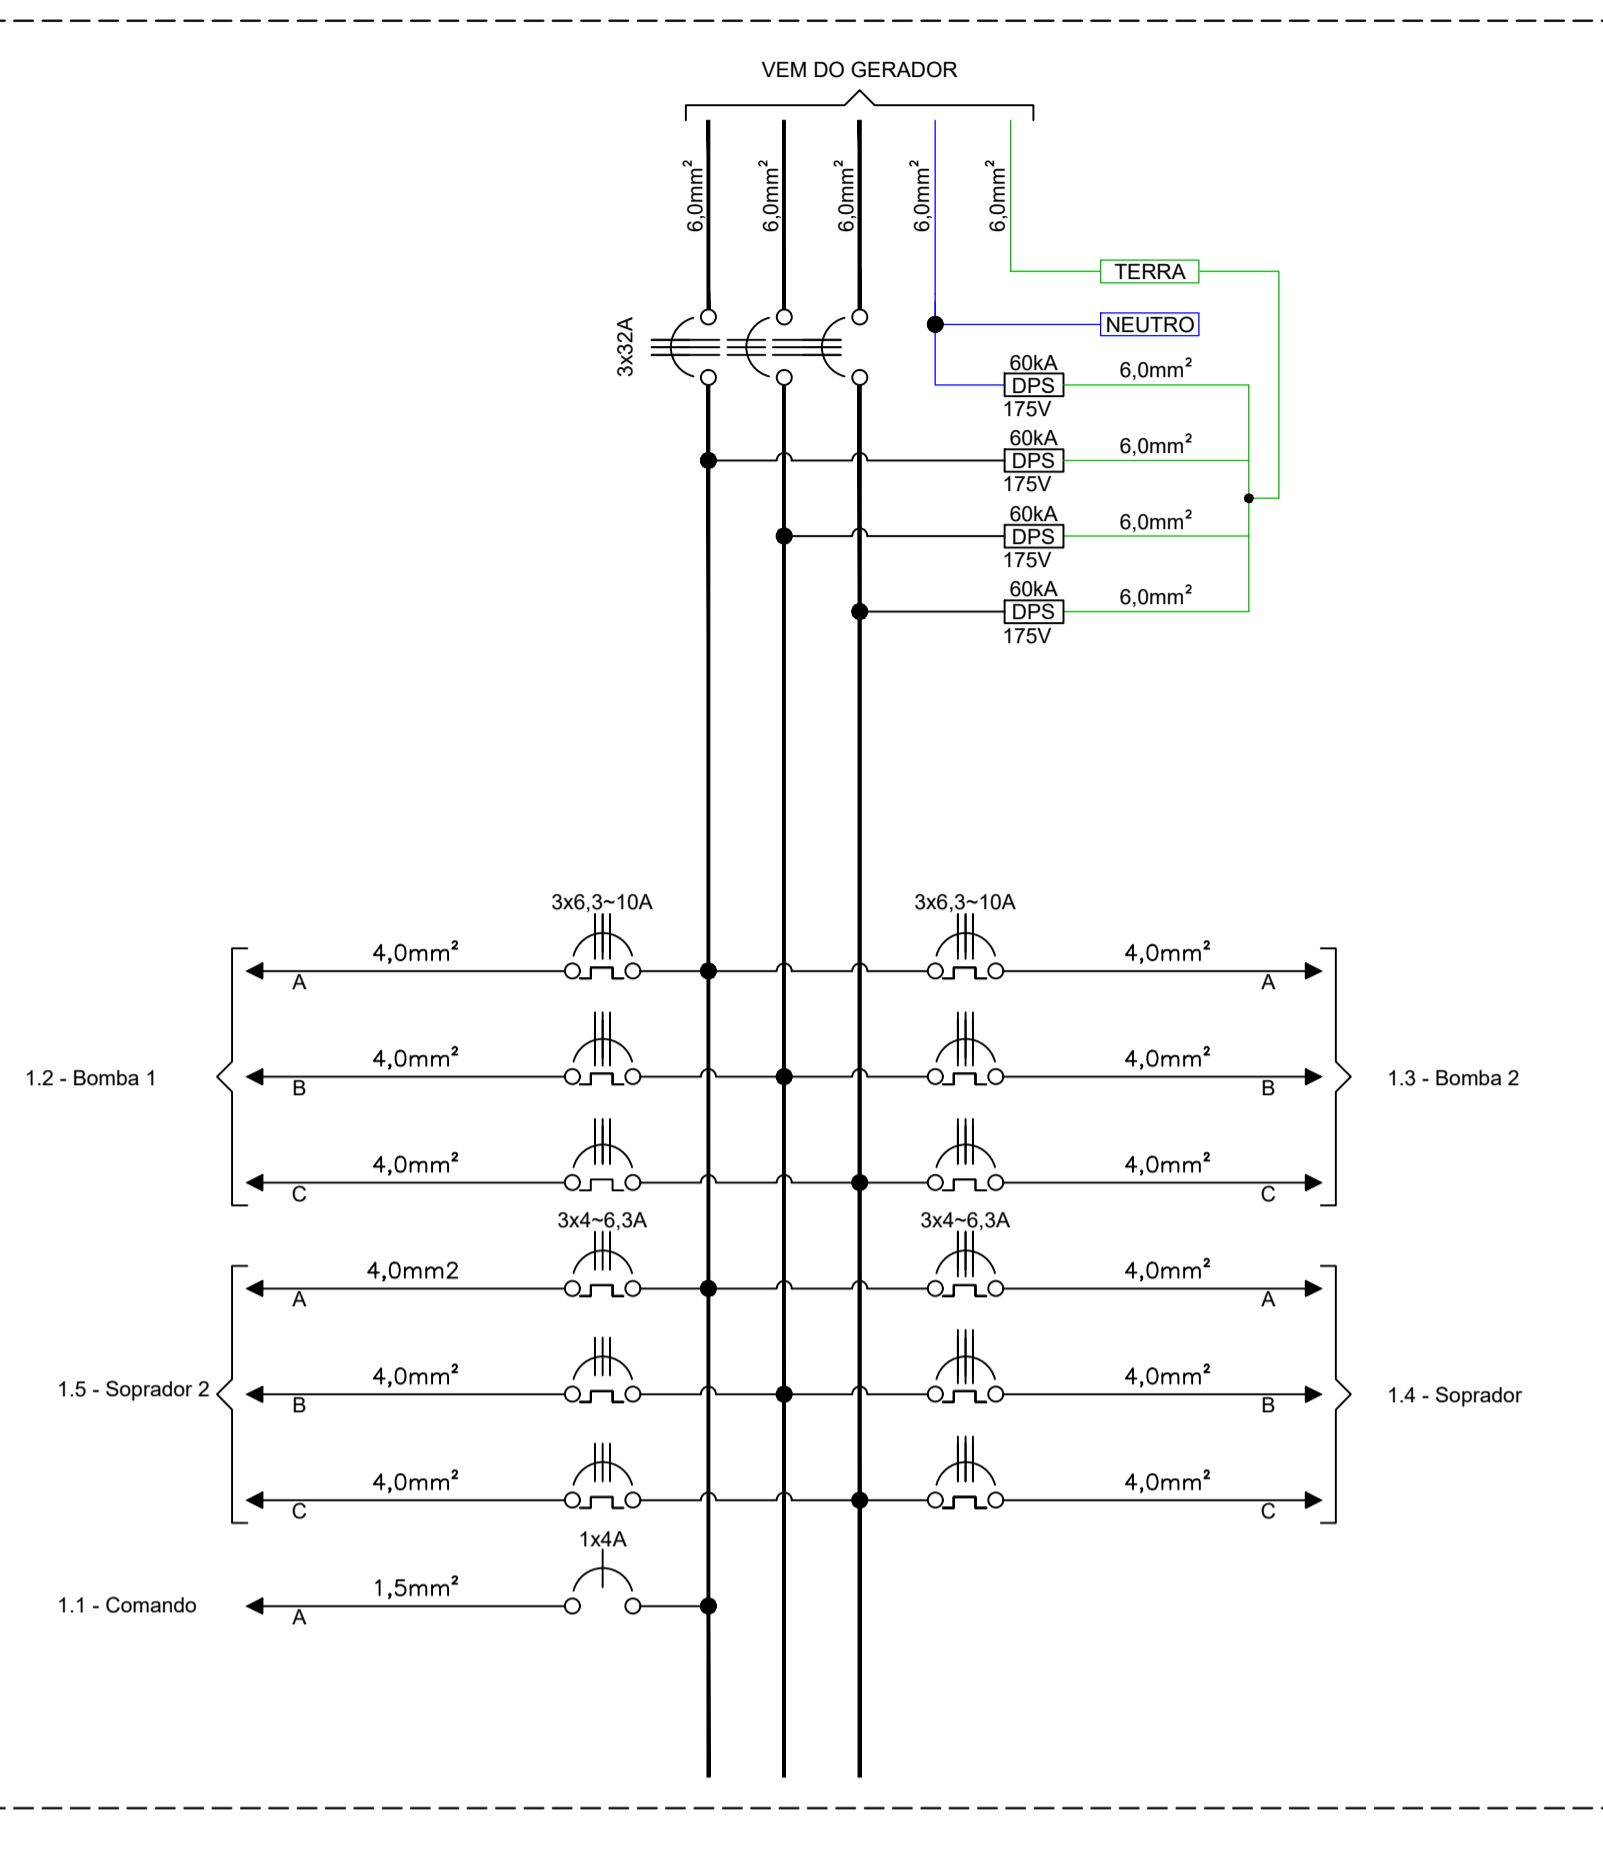 VEM DO GERADOR
6,0mm²
6,0mm²
6,0mm²
6,0mm²
6,0mm²
TERRA
NEUTRO
3x32A
60kA
DPS
175V
6,0mm²
60kA
DPS
175V
6,0mm²
60kA
DPS
175V
6,0mm²
60kA
DPS
175V
6,0mm²
3x6,3~10A
3x6,3~10A
4,0mm²
4,0mm²
A
A
4,0mm²
4,0mm²
1.2 - Bomba 1
1.3 - Bomba 2
B
B
4,0mm²
4,0mm²
C
C
3x4~6,3A
3x4~6,3A
4,0mm2
4,0mm²
A
A
4,0mm²
4,0mm²
1.5 - Soprador 2
1.4 - Soprador
B
B
4,0mm²
4,0mm²
C
C
1x4A
1,5mm²
1.1 - Comando
A